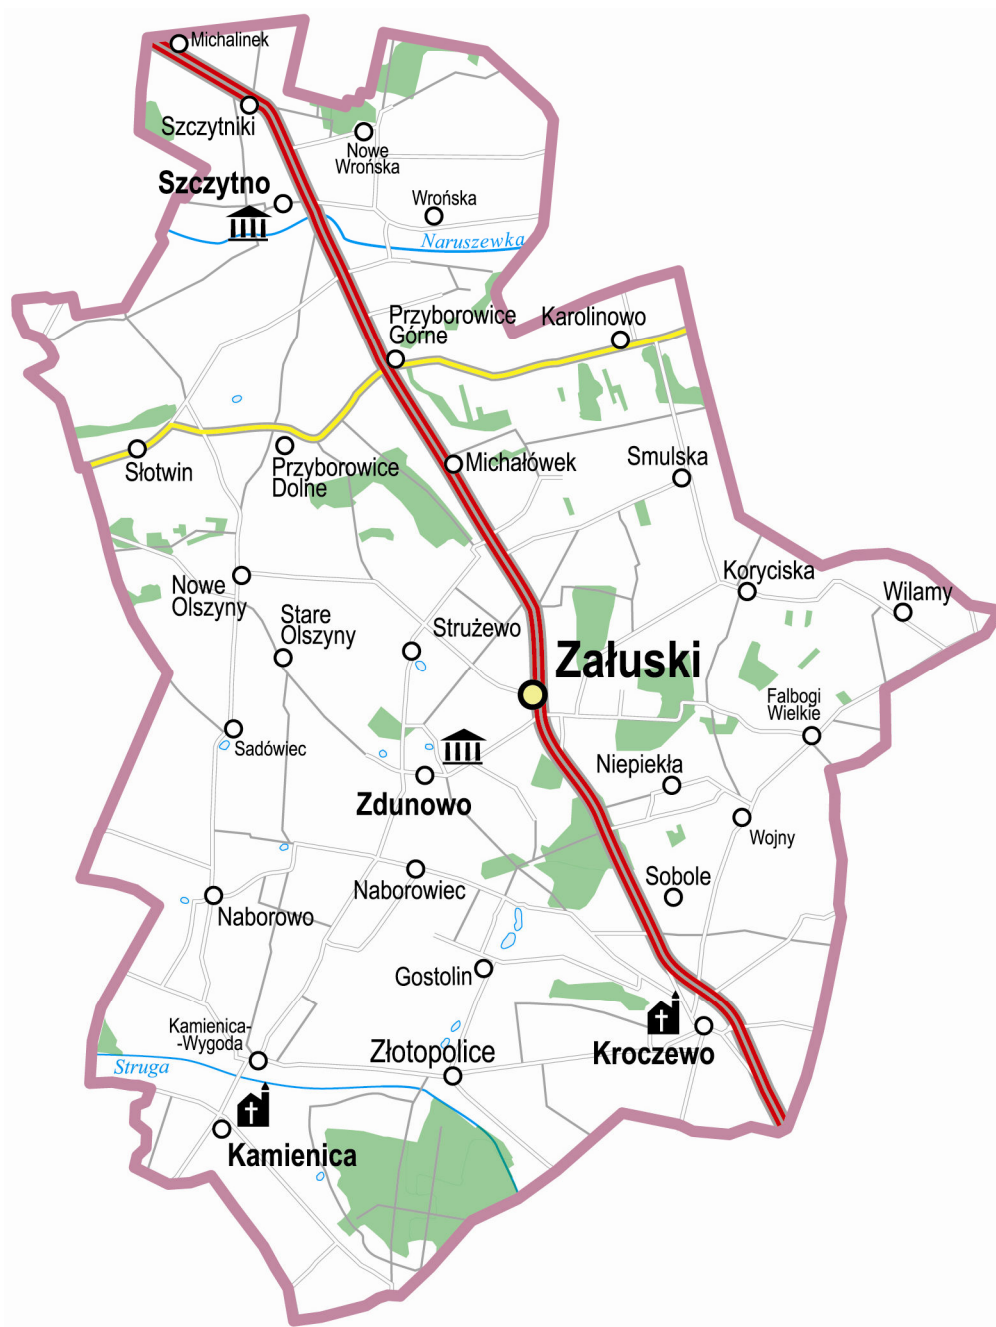 Michalinek
Szczytniki
Nowe
Wrońska
Szczytno
Wrońska
Naruszewka
Przyborowice
Górne
Karolinowo
Słotwin
Przyborowice
Dolne
Michałówek
Smulska
Nowe
Olszyny
Stare
Olszyny
Strużewo
Koryciska
Wilamy
Załuski
Falbogi
Wielkie
Sadówiec
Zdunowo
Niepiekła
Wojny
Naborowo
Naborowiec
Sobole
Gostolin
Kamienica-
-Wygoda
Złotopolice
Kroczewo
Struga
Kamienica